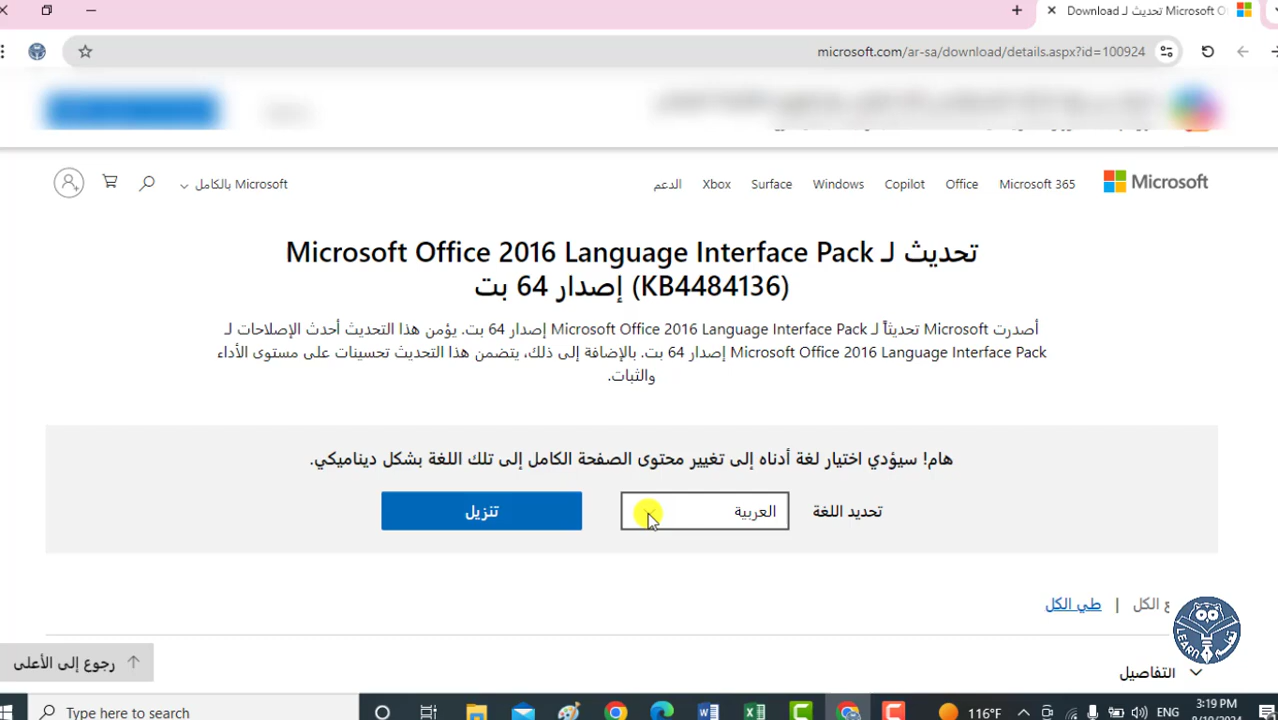 تحديث لـ Microsoft O
Download
microsoft.com/ar-sa/download/details.aspx?id=100924
Microsoft
Microsoft 365
Office
Copilot
Windows
Surface
Xbox
الدعم
Microsoft بالكامل
تحديث لـ Microsoft Office 2016 Language Interface Pack
(KB4484136) إصدار 64 بت
أصدرت Microsoft تحديثاً لـ Microsoft Office 2016 Language Interface Pack إصدار 64 بت. يؤمن هذا التحديث أحدث الإصلاحات لـ
Microsoft Office 2016 Language Interface Pack إصدار 64 بت. بالإضافة إلى ذلك، يتضمن هذا التحديث تحسينات على مستوى الأداء
والثبات.
هام! سيؤدي اختيار لغة أدناه إلى تغيير محتوى الصفحة الكامل إلى تلك اللغة بشكل ديناميكي.
تحديد اللغة
العربية
تنزيل
ع الكل | طي الكل
LEARN
التفاصيل
رجوع إلى الأعلى
Type here to search
116°F
ENG
3:19 PM